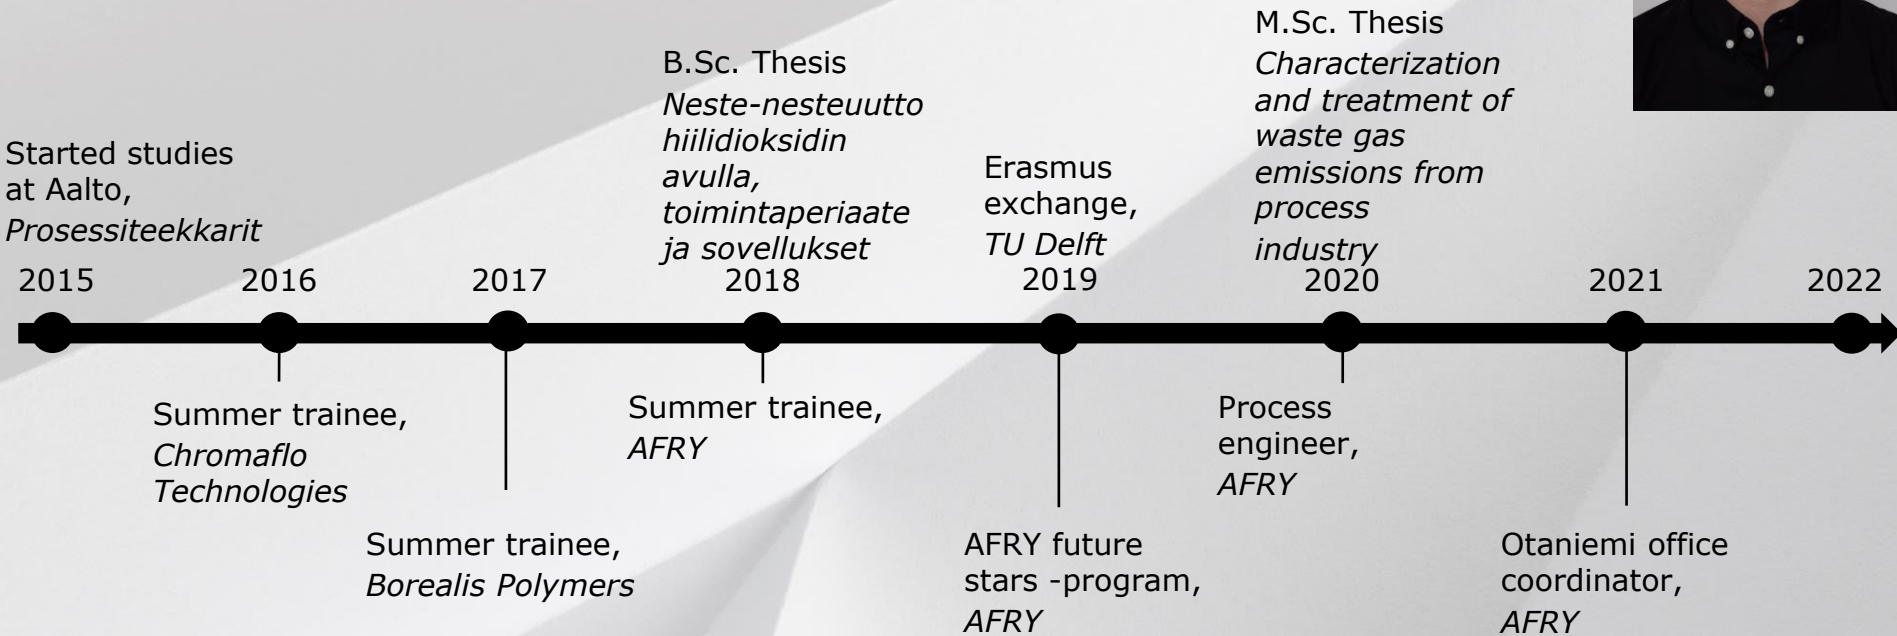 Started studies
at Aalto,
Prosessiteekkarit
B.Sc. Thesis
Neste-nesteuutto
hiilidioksidin
avulla,
toimintaperiaate
ja sovellukset
Erasmus
exchange,
TU Delft
M.Sc. Thesis
Characterization
and treatment of
waste gas
emissions from
process
industry
2015
2016
2017
2018
2019
2020
2021
2022
Summer trainee,
Chromaflo
Technologies
Summer trainee,
Borealis Polymers
Summer trainee,
AFRY
AFRY future
stars -program,
AFRY
Process
engineer,
AFRY
Otaniemi office
coordinator,
AFRY